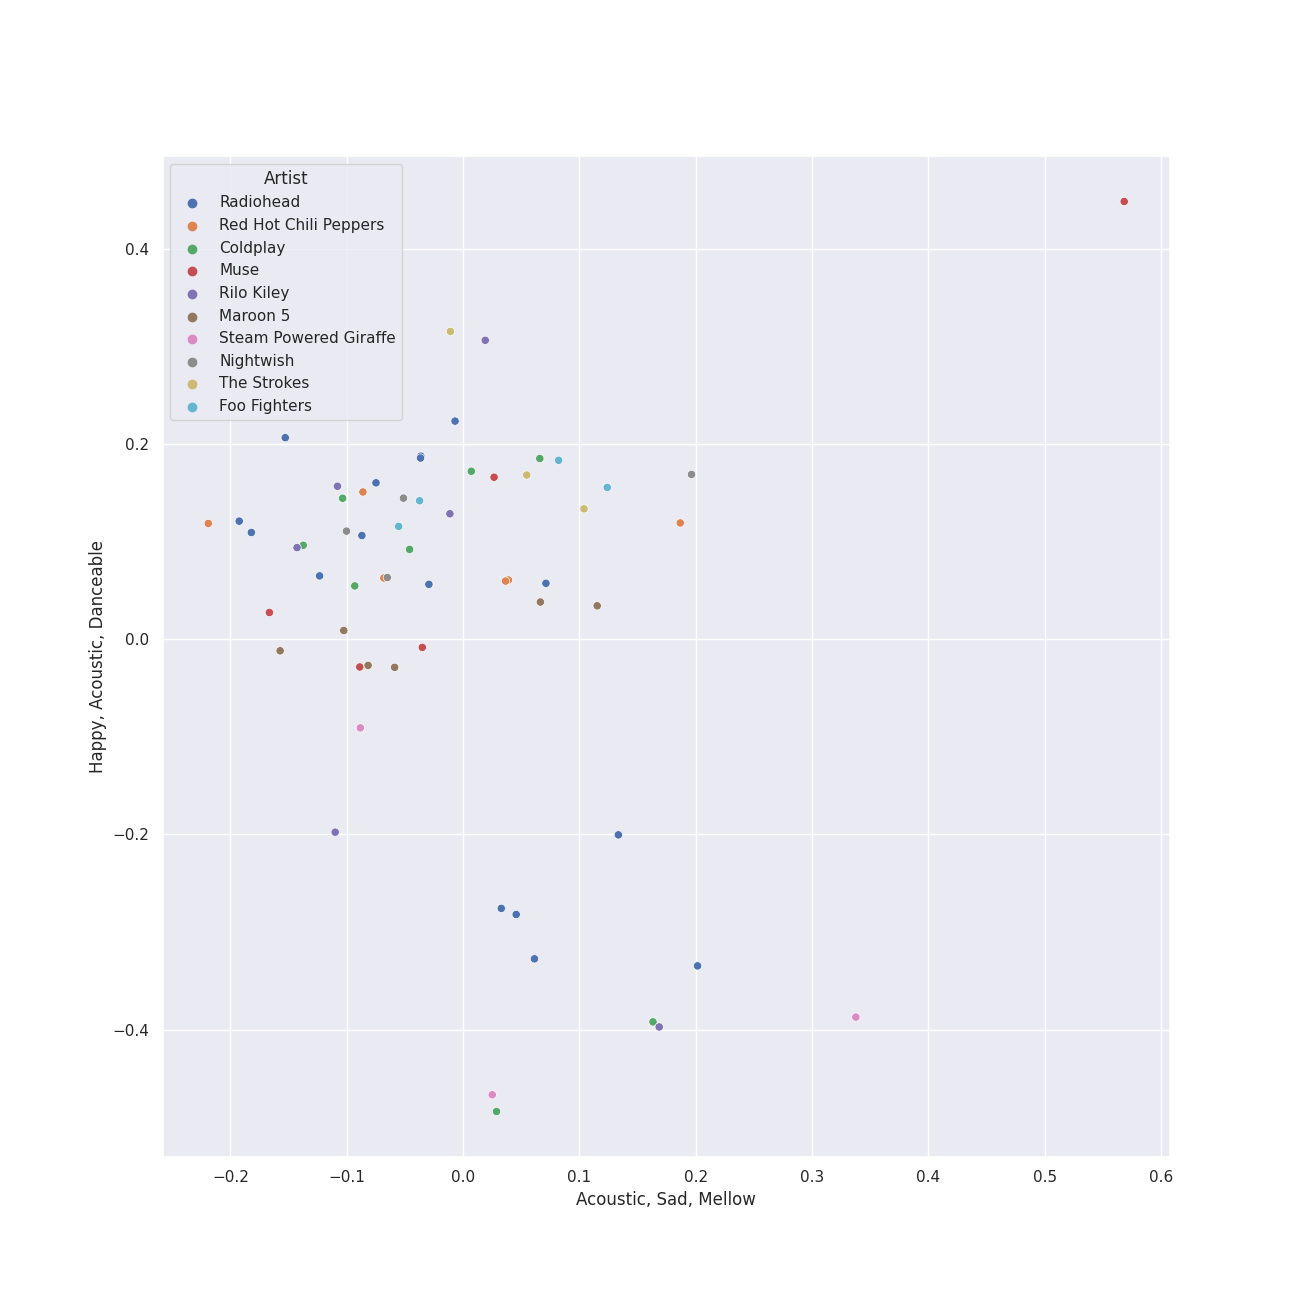 Artist
Radiohead
Red Hot Chili Peppers
Coldplay
Muse
Rilo Kiley
Maroon 5
Steam Powered Giraffe
Nightwish
The Strokes
Foo Fighters
0.4
0.2
0.0
−0.2
−0.4
Happy, Acoustic, Danceable
−0.2 −0.1 0.0 0.1 0.2 0.3 0.4 0.5 0.6
Acoustic, Sad, Mellow